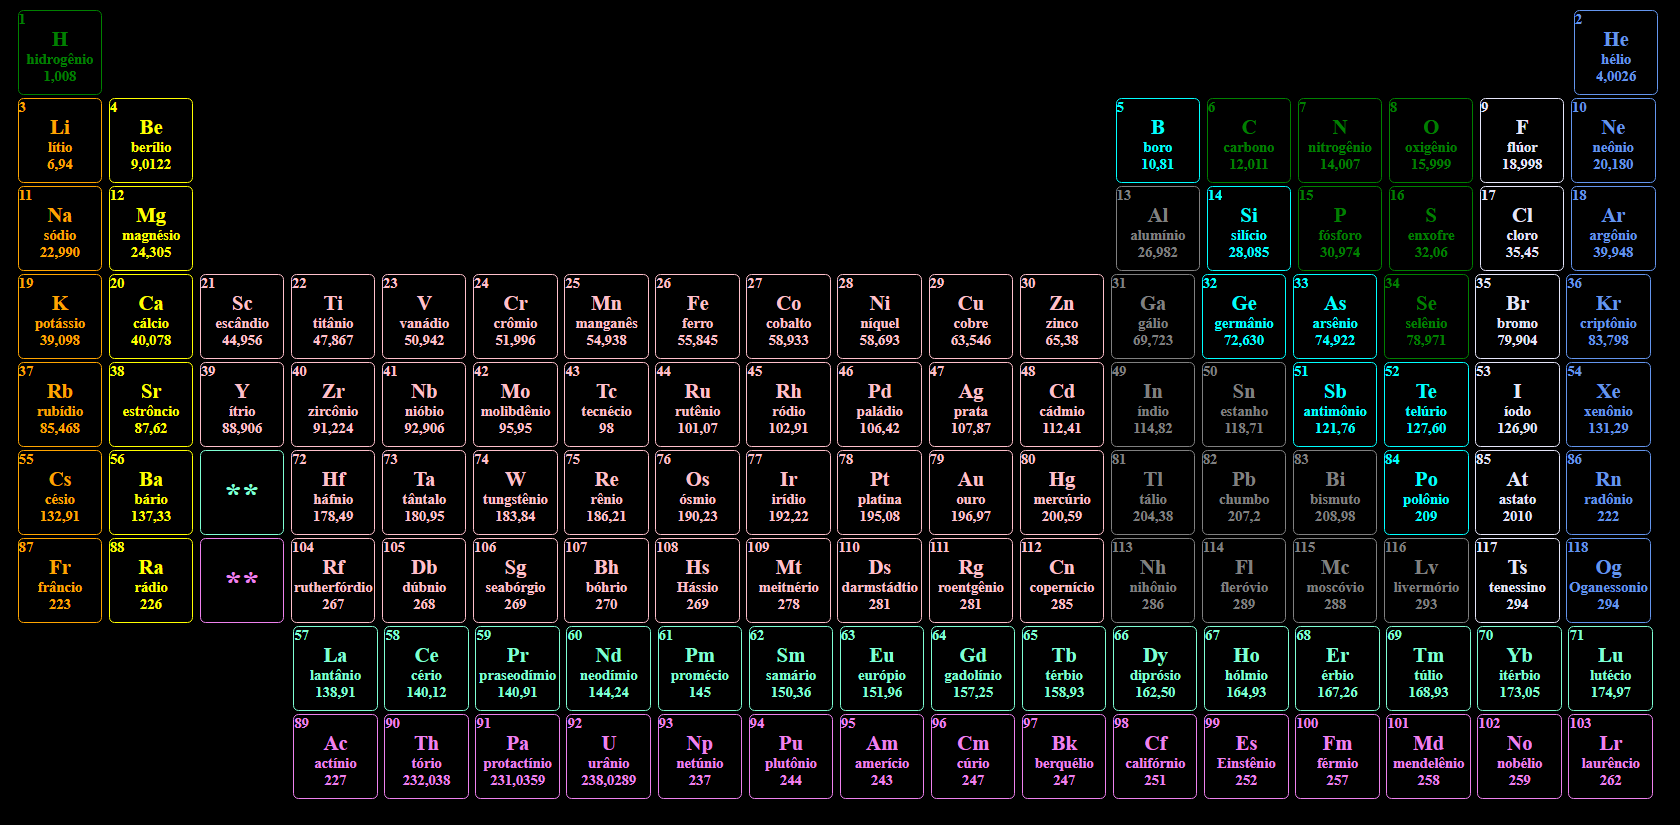 1 2
H He
hidrogênio hélio
1,008 4,0026
3 4 5 6 7 8 9 10
Li Be B C N O F Ne
lítio berílio boro carbono nitrogênio oxigênio flúor neônio
6,94 9,0122 10,81 12,011 14,007 15,999 18,998 20,180
11 12 13 14 15 16 17 18
Na Mg Al Si P S Cl Ar
sódio magnésio alumínio silício fósforo enxofre cloro argônio
22,990 24,305 26,982 28,085 30,974 32,06 35,45 39,948
19 20 21 22 23 24 25 26 27 28 29 30 31 32 33 34 35 36
K Ca Sc Ti V Cr Mn Fe Co Ni Cu Zn Ga Ge As Se Br Kr
potássio cálcio escândio titânio vanádio crômio manganês ferro cobalto níquel cobre zinco gálio germânio arsênio selênio bromo criptônio
39,098 40,078 44,956 47,867 50,942 51,996 54,938 55,845 58,933 58,693 63,546 65,38 69,723 72,630 74,922 78,971 79,904 83,798
37 38 39 40 41 42 43 44 45 46 47 48 49 50 51 52 53 54
Rb Sr Y Zr Nb Mo Tc Ru Rh Pd Ag Cd In Sn Sb Te I Xe
rubídio estrôncio ítrio zircônio nióbio molibdênio tecnécio rutênio ródio paládio prata cádmio índio estanho antimônio telúrio íodo xenônio
85,468 87,62 88,906 91,224 92,906 95,95 98 101,07 102,91 106,42 107,87 112,41 114,82 118,71 121,76 127,60 126,90 131,29
55 56 72 73 74 75 76 77 78 79 80 81 82 83 84 85 86
Cs Ba ** Hf Ta W Re Os Ir Pt Au Hg Tl Pb Bi Po At Rn
césio bário háfnio tântalo tungstênio rênio ósmio irídio platina ouro mercúrio tálio chumbo bismuto polônio astato radônio
132,91 137,33 178,49 180,95 183,84 186,21 190,23 192,22 195,08 196,97 200,59 204,38 207,2 208,98 209 2010 222
87 88 104 105 106 107 108 109 110 111 112 113 114 115 116 117 118
Fr Ra ** Rf Db Sg Bh Hs Mt Ds Rg Cn Nh Fl Mc Lv Ts Og
frâncio rádio rutherfórdio dúbnio seabórgio bóhrio Hássio meitnério darmstádtio roentgênio copernício nihônio fleróvio moscóvio livermório tenessino Oganessonio
223 226 267 268 269 270 269 278 281 281 285 286 289 288 293 294 294
57 58 59 60 61 62 63 64 65 66 67 68 69 70 71
La Ce Pr Nd Pm Sm Eu Gd Tb Dy Ho Er Tm Yb Lu
lantânio cério praseodímio neodímio promécio samário európio gadolínio térbio diprósio hólmio érbio túlio itérbio lutécio
138,91 140,12 140,91 144,24 145 150,36 151,96 157,25 158,93 162,50 164,93 167,26 168,93 173,05 174,97
89 90 91 92 93 94 95 96 97 98 99 100 101 102 103
Ac Th Pa U Np Pu Am Cm Bk Cf Es Fm Md No Lr
actínio tório protactínio urânio netúnio plutônio amerício cúrio berquélio califórnio Einstênio férmio mendelênio nobélio laurêncio
227 232,038 231,0359 238,0289 237 244 243 247 247 251 252 257 258 259 262